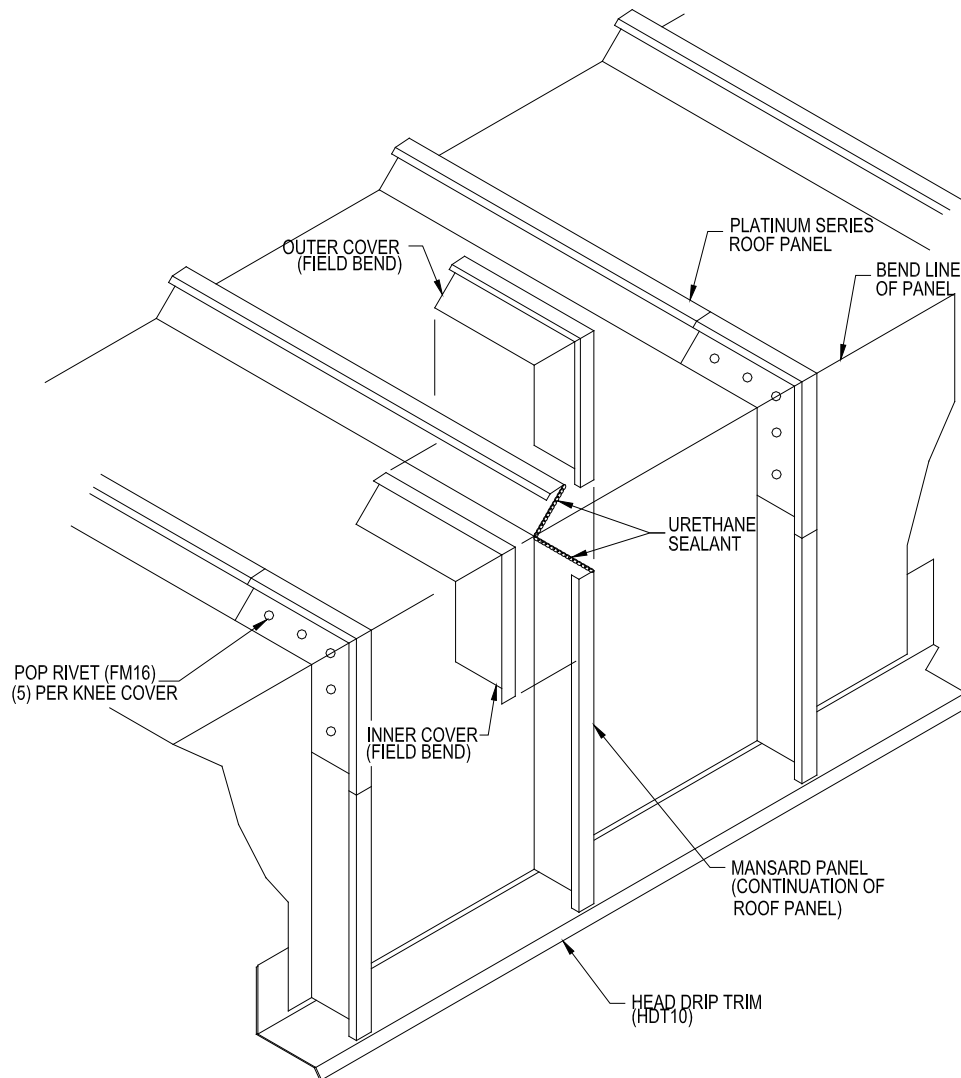 PLATINUM SERIES
ROOF PANEL
OUTER COVER
(FIELD BEND)
BEND LINE
OF PANEL
URETHANE
SEALANT
POP RIVET (FM16)
(5) PER KNEE COVER
INNER COVER
(FIELD BEND)
MANSARD PANEL
(CONTINUATION OF
ROOF PANEL)
HEAD DRIP TRIM
(HDT10)